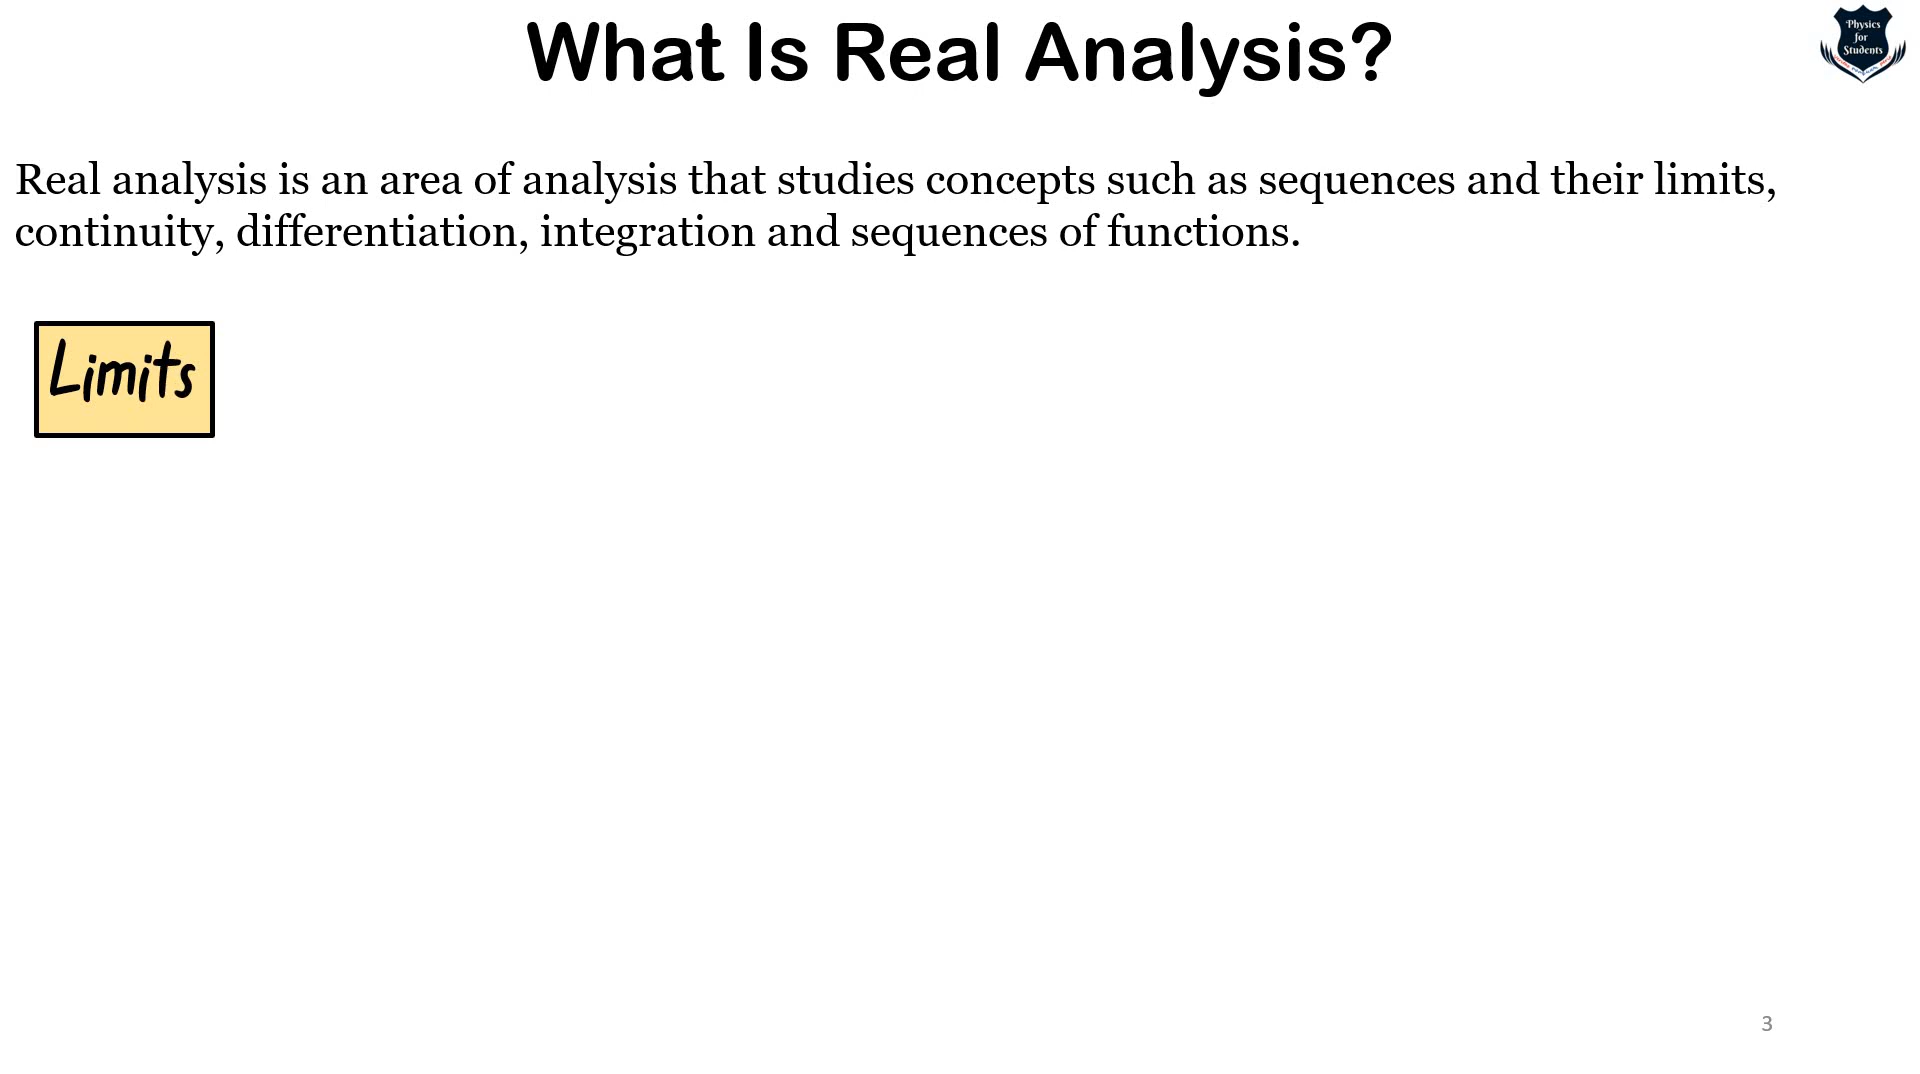 What Is Real Analysis?
Physics
for
Students
Real analysis is an area of analysis that studies concepts such as sequences and their limits,
continuity, differentiation, integration and sequences of functions.
Limits
3